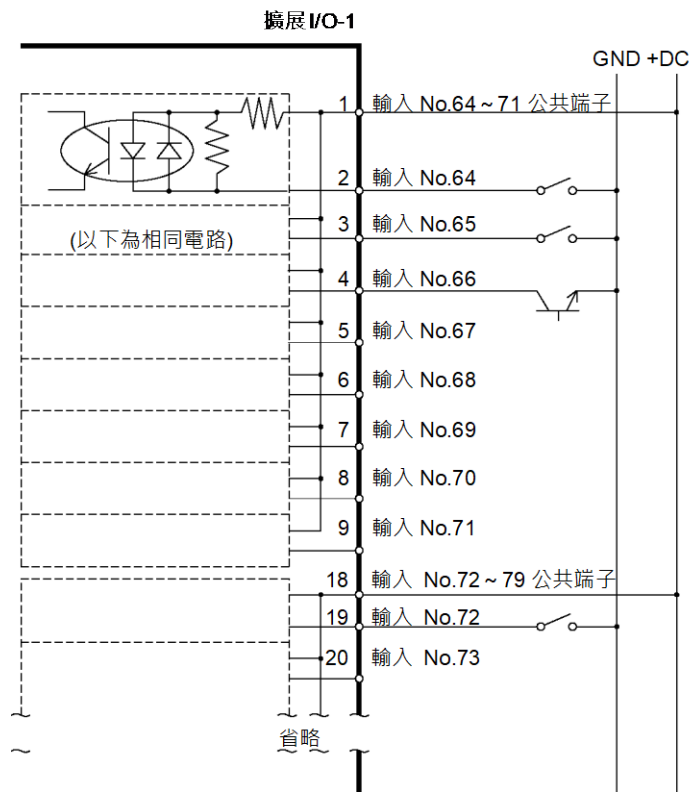 擴展I/O-1
GND +DC
1 輸入 No.64~71 公共端子
2 輸入 No.64
3 輸入 No.65
(以下為相同電路)
4 輸入 No.66
5 輸入 No.67
6 輸入 No.68
7 輸入 No.69
8 輸入 No.70
9 輸入 No.71
18 輸入 No.72~79 公共端子
19 輸入 No.72
20 輸入 No.73
省略